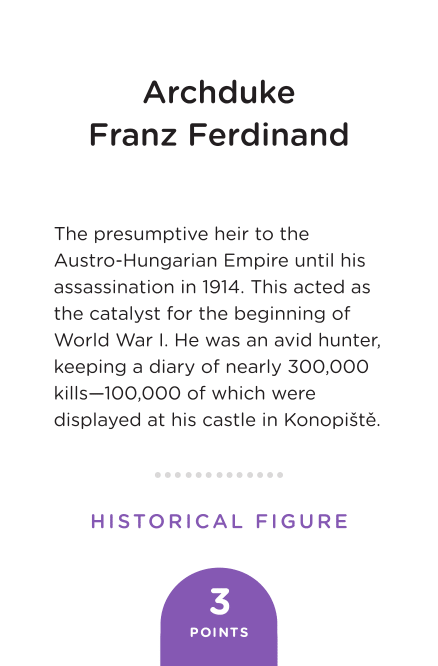 Archduke
Franz Ferdinand
The presumptive heir to the
Austro-Hungarian Empire until his
assassination in 1914. This acted as
the catalyst for the beginning of
World War I. He was an avid hunter,
keeping a diary of nearly 300,000
kills—100,000 of which were
displayed at his castle in Konopiště.
HISTORICAL FIGURE
3
POINTS